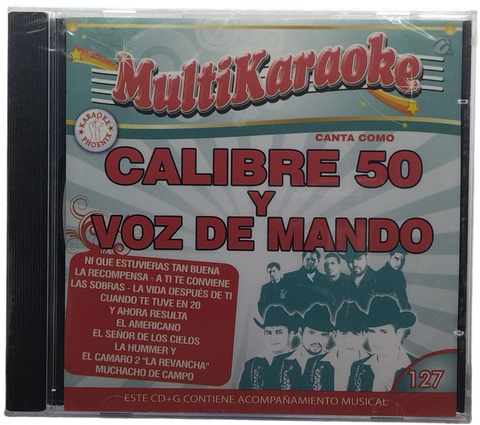 MultiKaraoke
KARAOKE
PHOENIX
CANTA COMO
CALIBRE 50
Y
VOZ DE MANDO
NI QUE ESTUVIERAS TAN BUENA
LA RECOMPENSA - A TI TE CONVIENE
LAS SOBRAS - LA VIDA DESPUÉS DE TI
CUANDO TE TUVE EN 20
Y AHORA RESULTA
EL AMERICANO
EL SEÑOR DE LOS CIELOS
LA HUMMER Y
EL CAMARO 2 "LA REVANCHA"
MUCHACHO DE CAMPO
127
ESTE CD+G CONTIENE ACOMPAÑAMIENTO MUSICAL